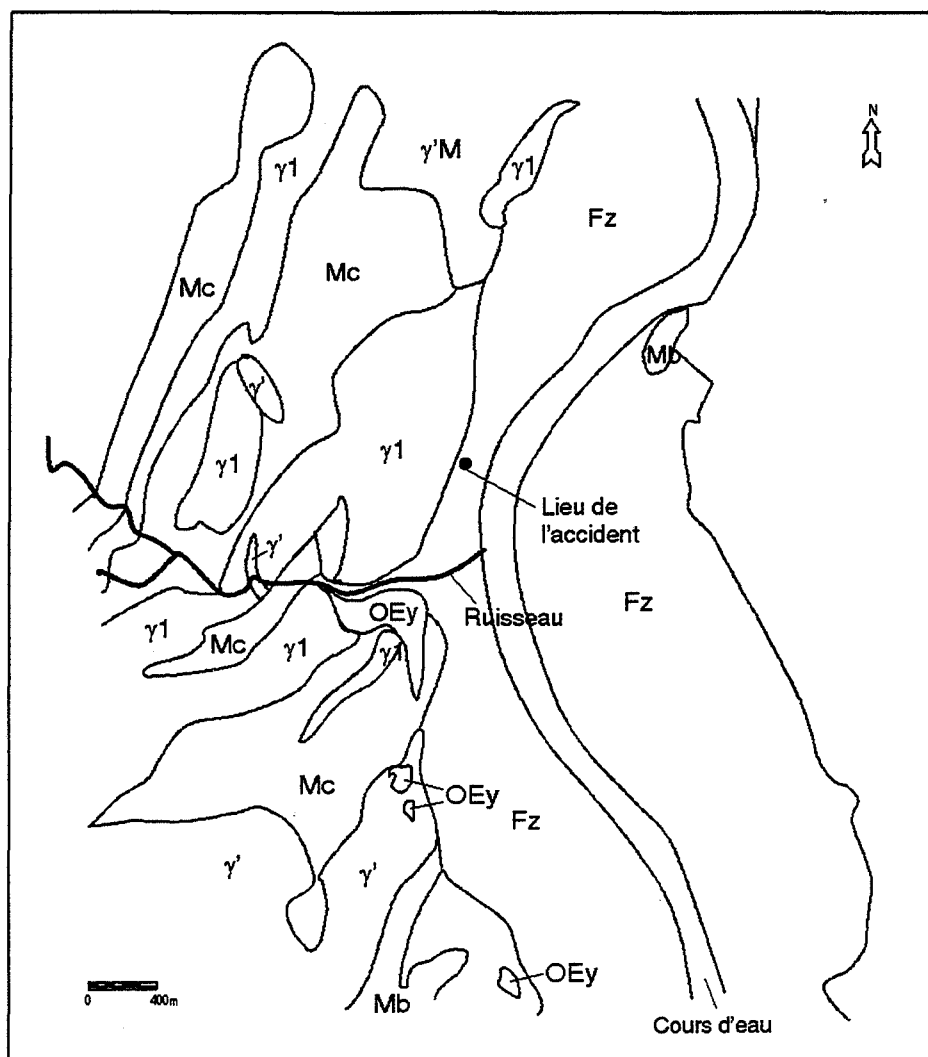 N
γ'M
γ1
γ1
Fz
Mc
Mc
Mb
γ'
γ1
γ1
Lieu de
l'accident
γ'
Fz
OEy
Ruisseau
γ1
Mc
γ1
γ1
Mc
OEy
Fz
γ'
γ'
OEy
Mb
0 400m
Cours d'eau